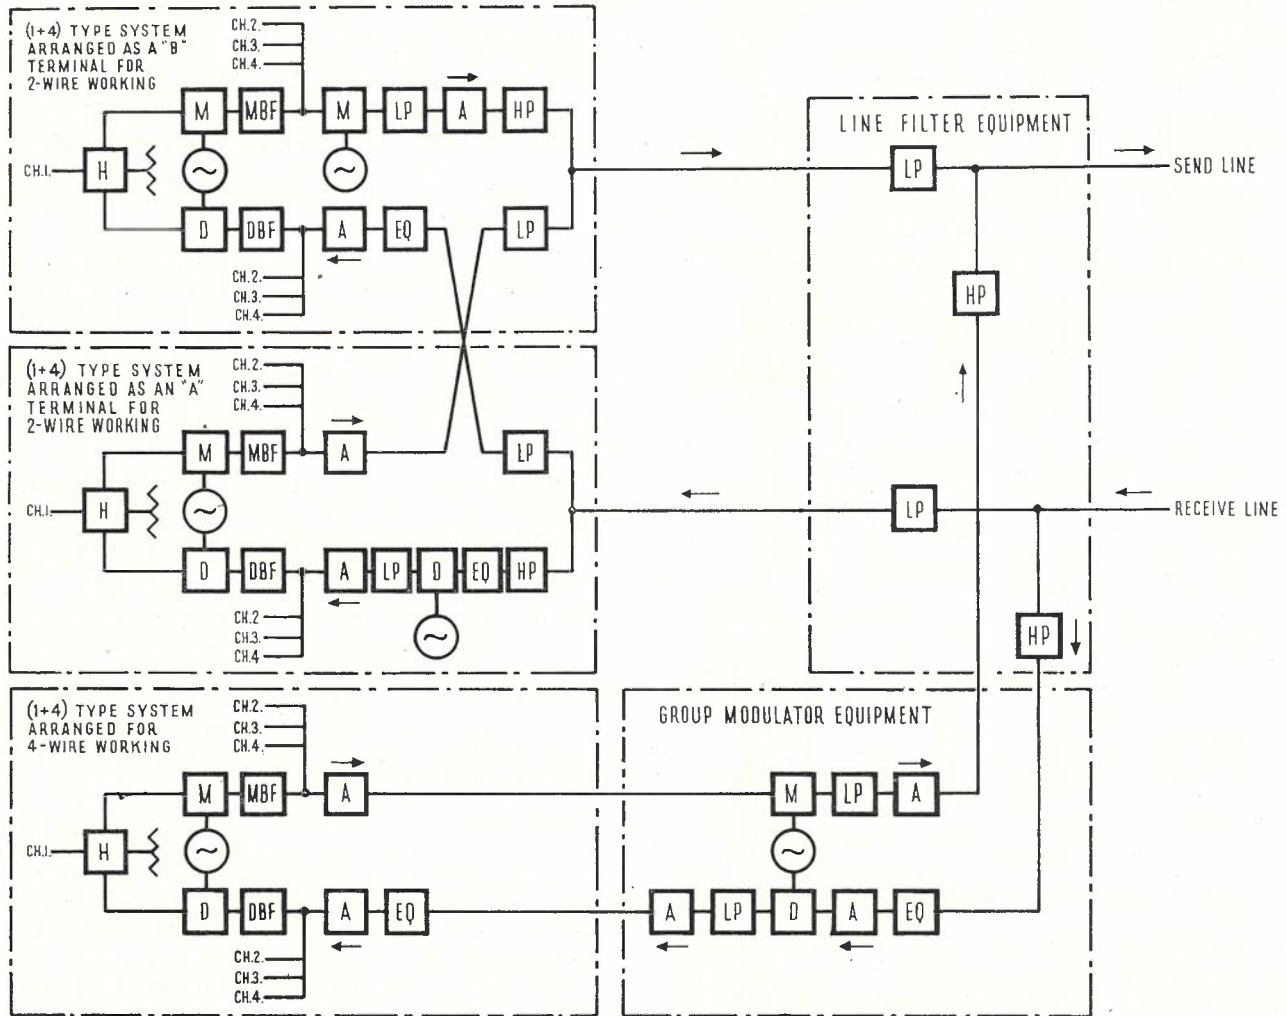 (1+4) TYPE SYSTEM
ARRANGED AS A "B"
TERMINAL FOR
2-WIRE WORKING
CH.2.
CH.3.
CH.4.
M MBF M LP A HP
CH.1. H
D DBF A EQ LP
CH.2.
CH.3.
CH.4.
LINE FILTER EQUIPMENT
LP
SEND LINE
HP
(1+4) TYPE SYSTEM
ARRANGED AS AN "A"
TERMINAL FOR
2-WIRE WORKING
CH.2.
CH.3.
CH.4.
M MBF A LP
CH.1. H
LP
RECEIVE LINE
D DBF A LP D EQ HP
CH.2
CH.3.
CH.4
HP
(1+4) TYPE SYSTEM
ARRANGED FOR
4-WIRE WORKING
CH.2.
CH.3.
CH.4.
M MBF A
CH.1. H
D DBF A EQ
CH.2.
CH.3.
CH.4.
GROUP MODULATOR EQUIPMENT
M LP A
A LP D A EQ